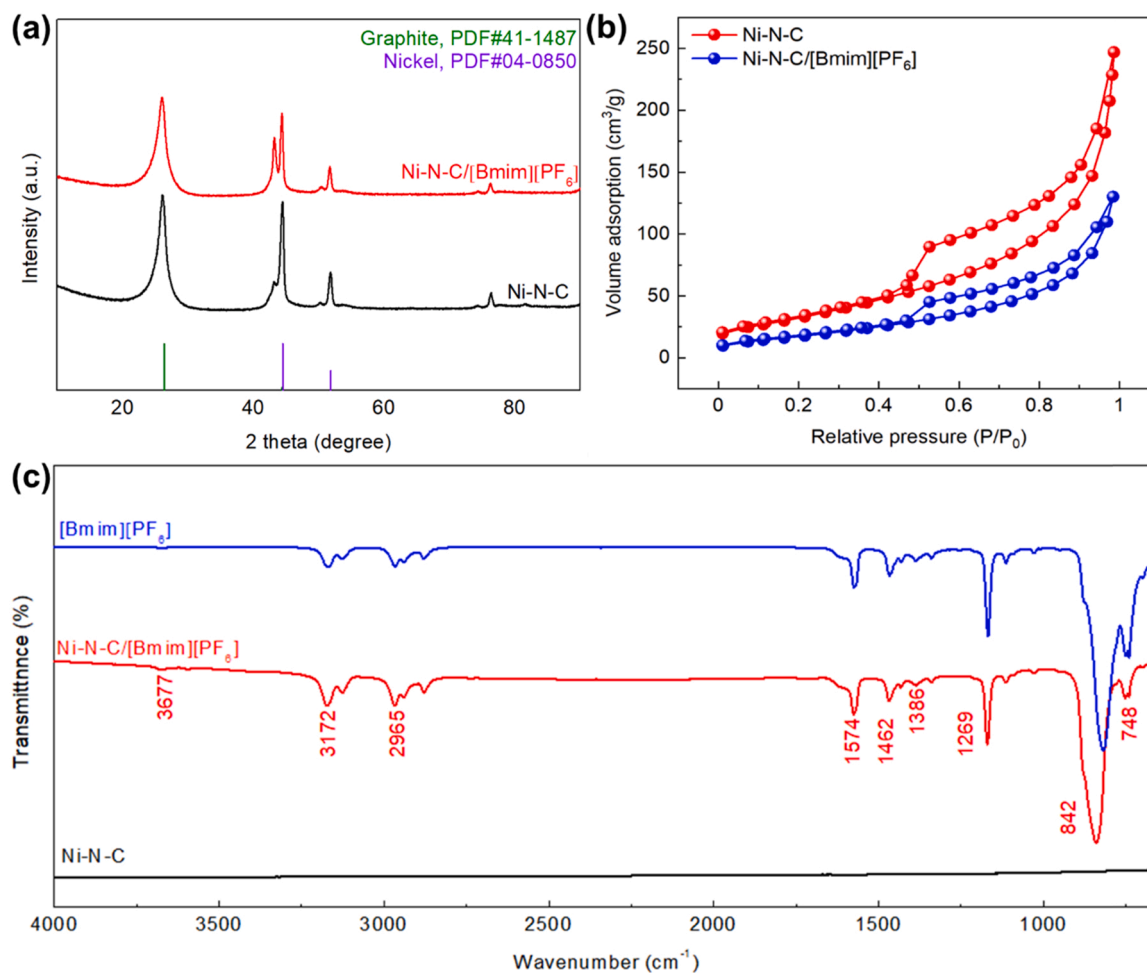 (a)
Graphite, PDF#41-1487
Nickel, PDF#04-0850
Ni-N-C/[Bmim][PF6]
Ni-N-C
Intensity (a.u.)
20 40 60 80
2 theta (degree)
(b)
Ni-N-C
Ni-N-C/[Bmim][PF6]
Volume adsorption (cm3/g)
250
200
150
100
50
0
0 0.2 0.4 0.6 0.8 1
Relative pressure (P/P0)
(c)
[Bmim][PF6]
Ni-N-C/[Bmim][PF6]
3677
3172
2965
1574
1462
1386
1269
842
748
Ni-N-C
Transmittnnce (%)
4000 3500 3000 2500 2000 1500 1000
Wavenumber (cm-1)